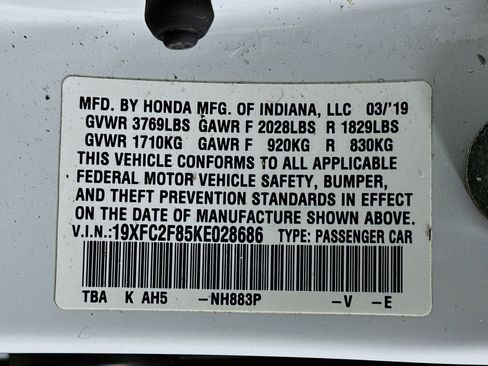 MFD. BY HONDA MFG. OF INDIANA, LLC 03/'19
GVWR 3769LBS GAWR F 2028LBS R 1829LBS
GVWR 1710KG GAWR F 920KG R 830KG
THIS VEHICLE CONFORMS TO ALL APPLICABLE
FEDERAL MOTOR VEHICLE SAFETY, BUMPER,
AND THEFT PREVENTION STANDARDS IN EFFECT
ON THE DATE OF MANUFACTURE SHOWN ABOVE.
V.I.N.:19XFC2F85KE028686 TYPE: PASSENGER CAR
TBA K AH5 -NH883P -V -E